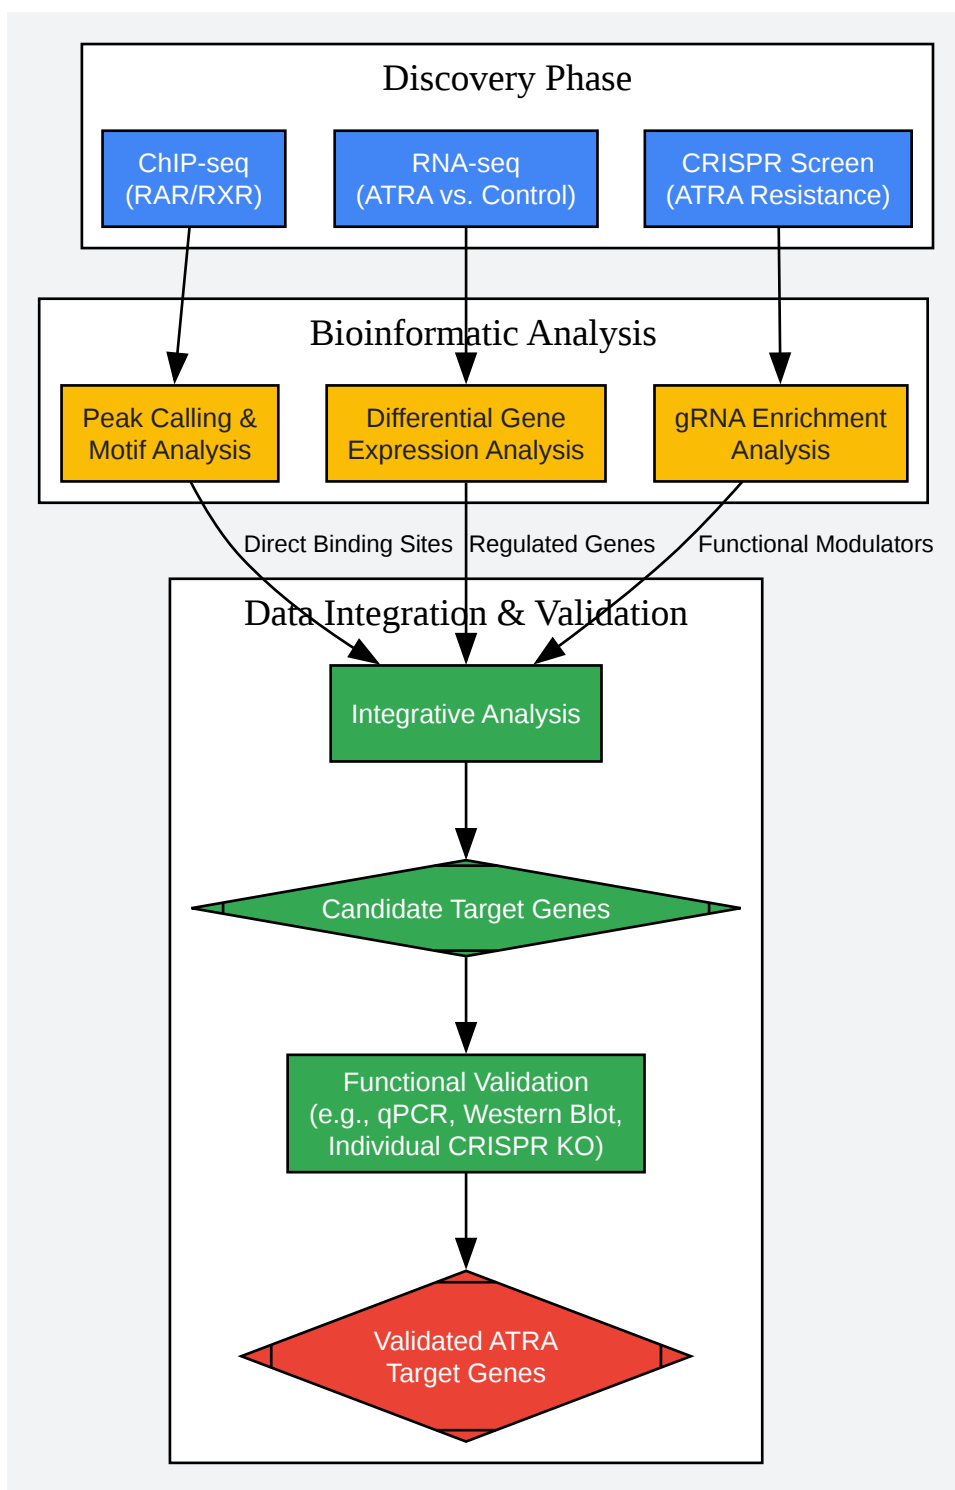 Discovery Phase
ChIP-seq
(RAR/RXR)
RNA-seq
(ATRA vs. Control)
CRISPR Screen
(ATRA Resistance)
Bioinformatic Analysis
Peak Calling &
Motif Analysis
Differential Gene
Expression Analysis
gRNA Enrichment
Analysis
Direct Binding Sites
Regulated Genes
Functional Modulators
Data Integration & Validation
Integrative Analysis
Candidate Target Genes
Functional Validation
(e.g., qPCR, Western Blot,
Individual CRISPR KO)
Validated ATRA
Target Genes